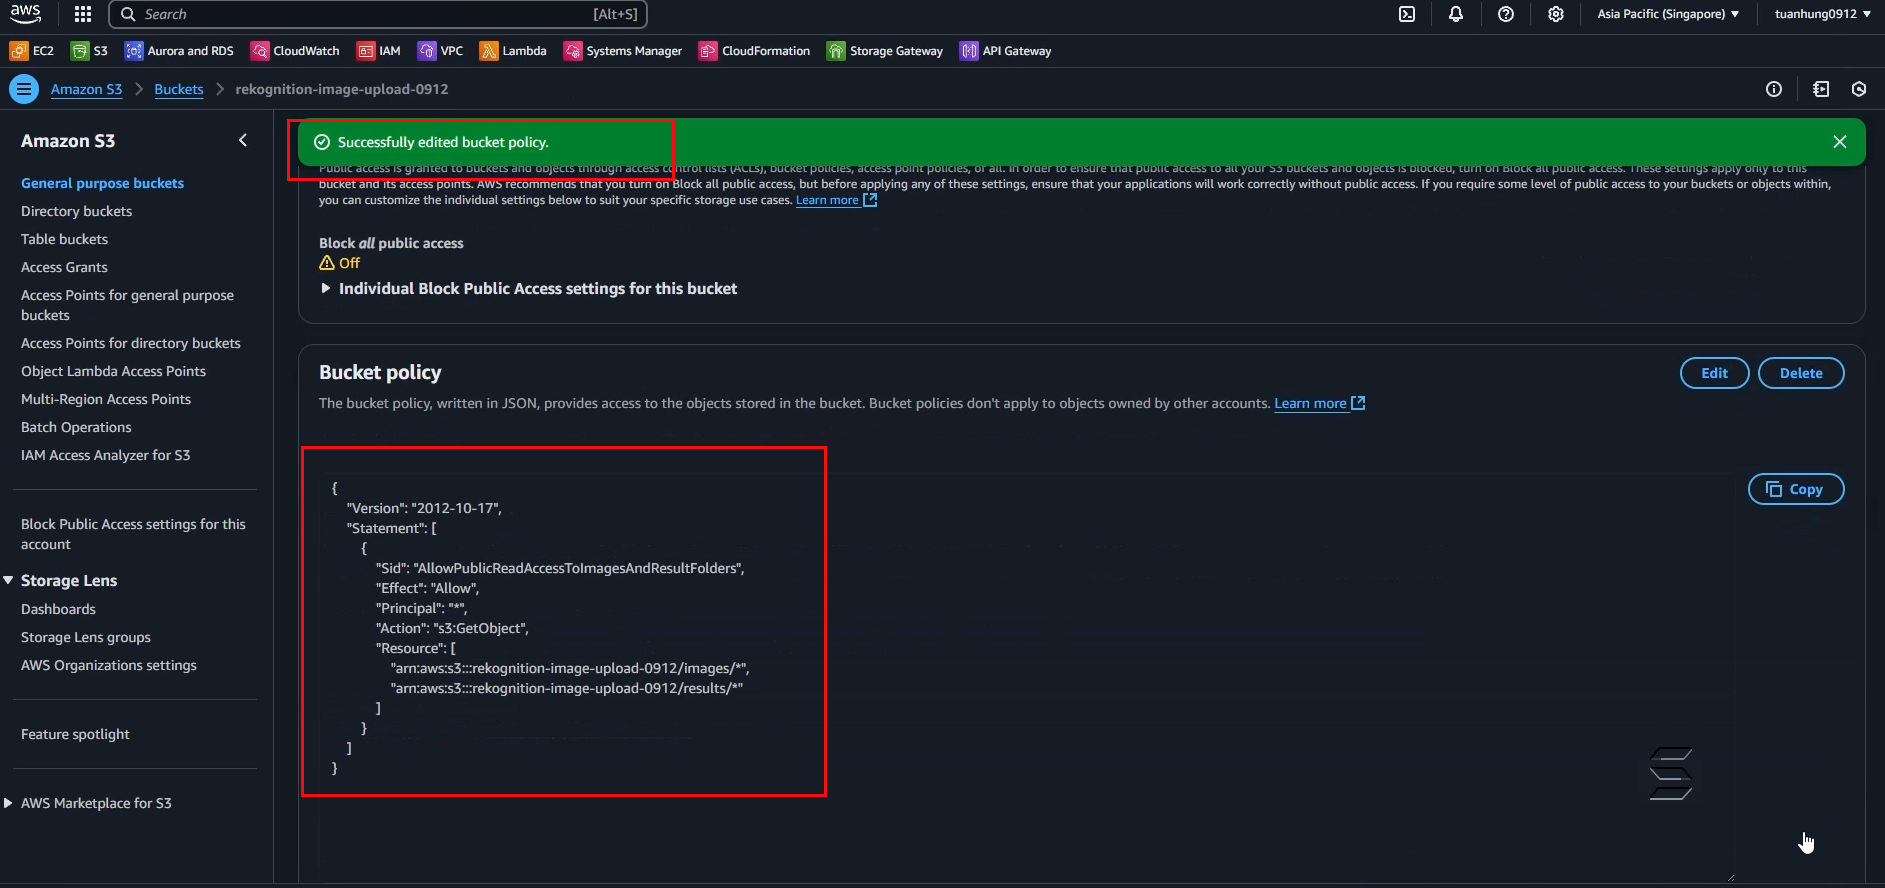 aws
Search
[Alt+S]
Asia Pacific (Singapore)
tuanhung0912
EC2
S3
Aurora and RDS
CloudWatch
IAM
VPC
Lambda
Systems Manager
CloudFormation
Storage Gateway
API Gateway
Amazon S3
Buckets
rekognition-image-upload-0912
Amazon S3
General purpose buckets
Directory buckets
Table buckets
Access Grants
Access Points for general purpose
buckets
Access Points for directory buckets
Object Lambda Access Points
Multi-Region Access Points
Batch Operations
IAM Access Analyzer for S3
Block Public Access settings for this
account
Storage Lens
Dashboards
Storage Lens groups
AWS Organizations settings
Feature spotlight
AWS Marketplace for S3
Successfully edited bucket policy.
Public access is granted to buckets and objects through access control lists (ACLs), bucket policies, access point policies, or all. In order to ensure that public access to all your S3 buckets and objects is blocked, turn on Block all public access. These settings apply only to this
bucket and its access points. AWS recommends that you turn on Block all public access, but before applying any of these settings, ensure that your applications will work correctly without public access. If you require some level of public access to your buckets or objects within,
you can customize the individual settings below to suit your specific storage use cases. Learn more
Block all public access
Off
Individual Block Public Access settings for this bucket
Bucket policy
Edit
Delete
The bucket policy, written in JSON, provides access to the objects stored in the bucket. Bucket policies don't apply to objects owned by other accounts. Learn more
Copy
{
"Version": "2012-10-17",
"Statement": [
{
"Sid": "AllowPublicReadAccessToImagesAndResultFolders",
"Effect": "Allow",
"Principal": "*",
"Action": "s3:GetObject",
"Resource": [
"arn:aws:s3:::rekognition-image-upload-0912/images/*",
"arn:aws:s3:::rekognition-image-upload-0912/results/*"
]
}
]
}